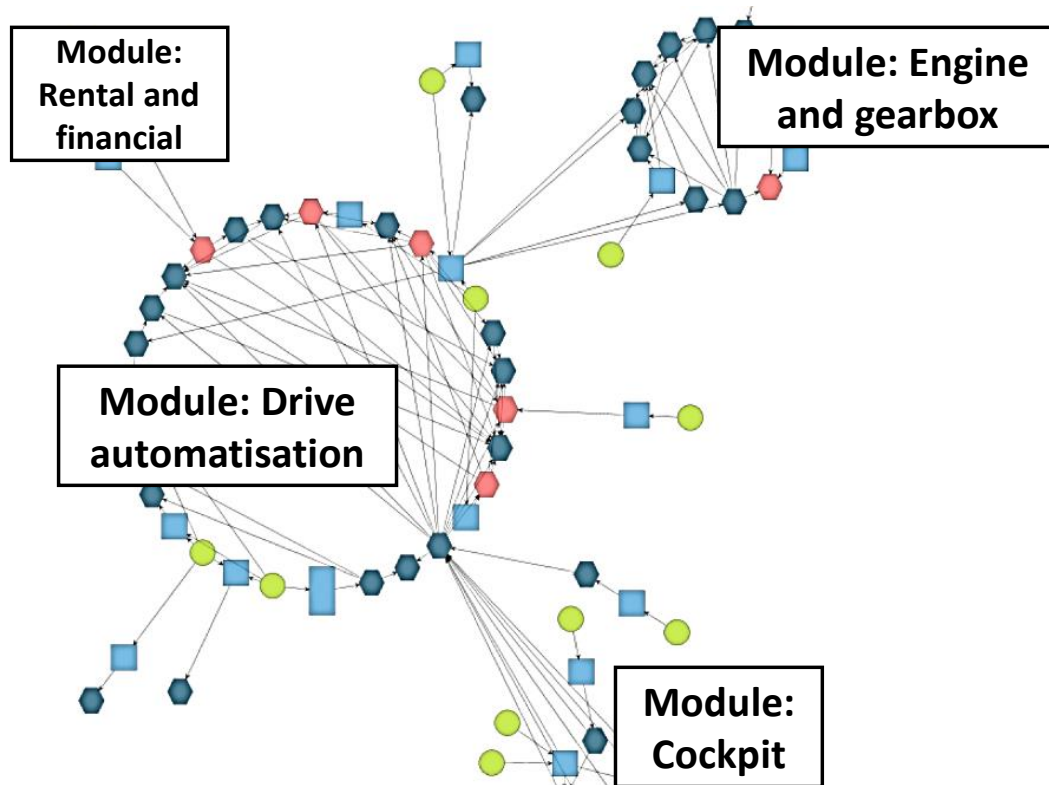 Module:
Rental and
financial
Module: Engine
and gearbox
Module: Drive
automatisation
Module:
Cockpit